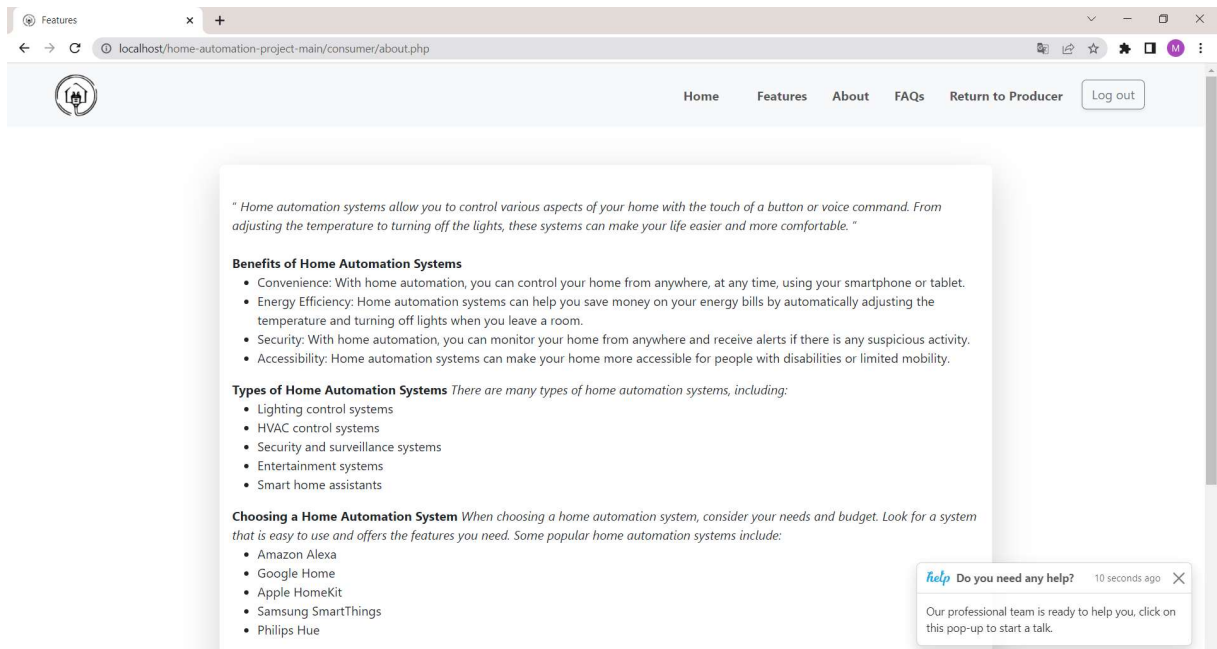 Features
localhost/home-automation-project-main/consumer/about.php
M
Home Features About FAQs Return to Producer Log out
" Home automation systems allow you to control various aspects of your home with the touch of a button or voice command. From
adjusting the temperature to turning off the lights, these systems can make your life easier and more comfortable. "
Benefits of Home Automation Systems
• Convenience: With home automation, you can control your home from anywhere, at any time, using your smartphone or tablet.
• Energy Efficiency: Home automation systems can help you save money on your energy bills by automatically adjusting the
temperature and turning off lights when you leave a room.
• Security: With home automation, you can monitor your home from anywhere and receive alerts if there is any suspicious activity.
• Accessibility: Home automation systems can make your home more accessible for people with disabilities or limited mobility.
Types of Home Automation Systems There are many types of home automation systems, including:
• Lighting control systems
• HVAC control systems
• Security and surveillance systems
• Entertainment systems
• Smart home assistants
Choosing a Home Automation System When choosing a home automation system, consider your needs and budget. Look for a system
that is easy to use and offers the features you need. Some popular home automation systems include:
• Amazon Alexa
• Google Home
• Apple HomeKit
• Samsung SmartThings
• Philips Hue
help Do you need any help? 10 seconds ago
Our professional team is ready to help you, click on
this pop-up to start a talk.